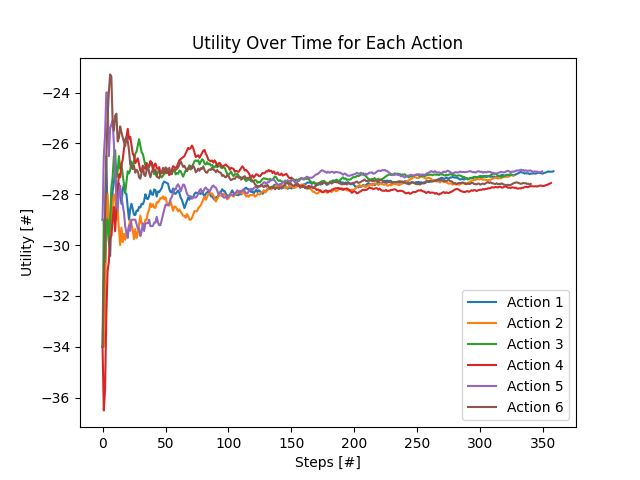 Utility Over Time for Each Action
Utility [#]
−24
−26
−28
−30
−32
−34
−36
0 50 100 150 200 250 300 350
Steps [#]
Action 1
Action 2
Action 3
Action 4
Action 5
Action 6